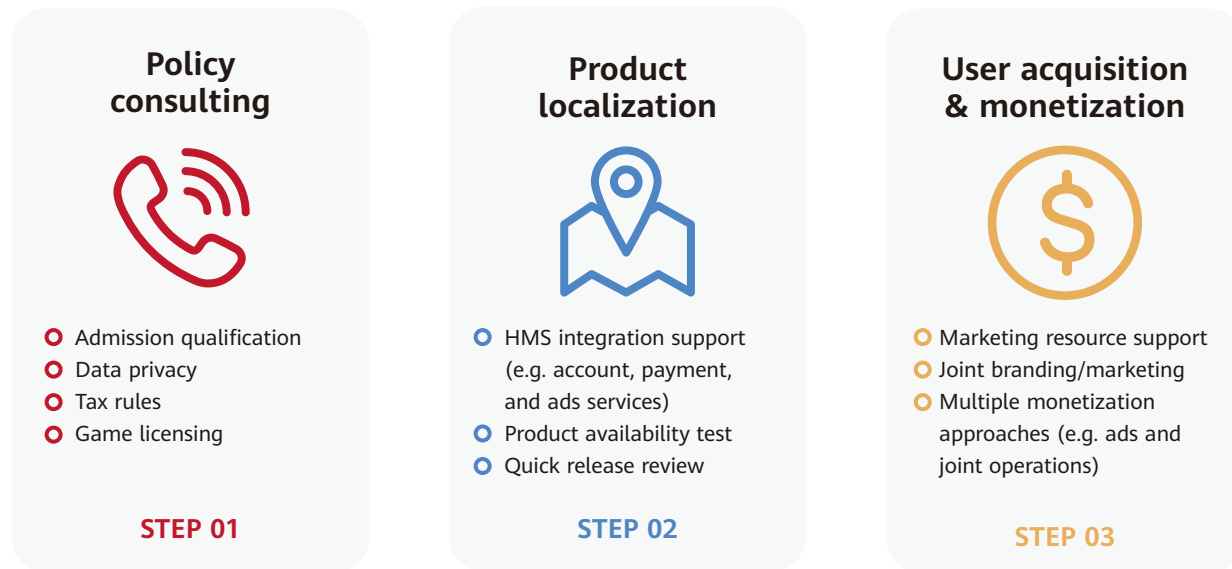 Policy
consulting
Admission qualification
Data privacy
Tax rules
Game licensing
STEP 01
Product
localization
HMS integration support
(e.g. account, payment,
and ads services)
Product availability test
Quick release review
STEP 02
User acquisition
& monetization
Marketing resource support
Joint branding/marketing
Multiple monetization
approaches (e.g. ads and
joint operations)
STEP 03